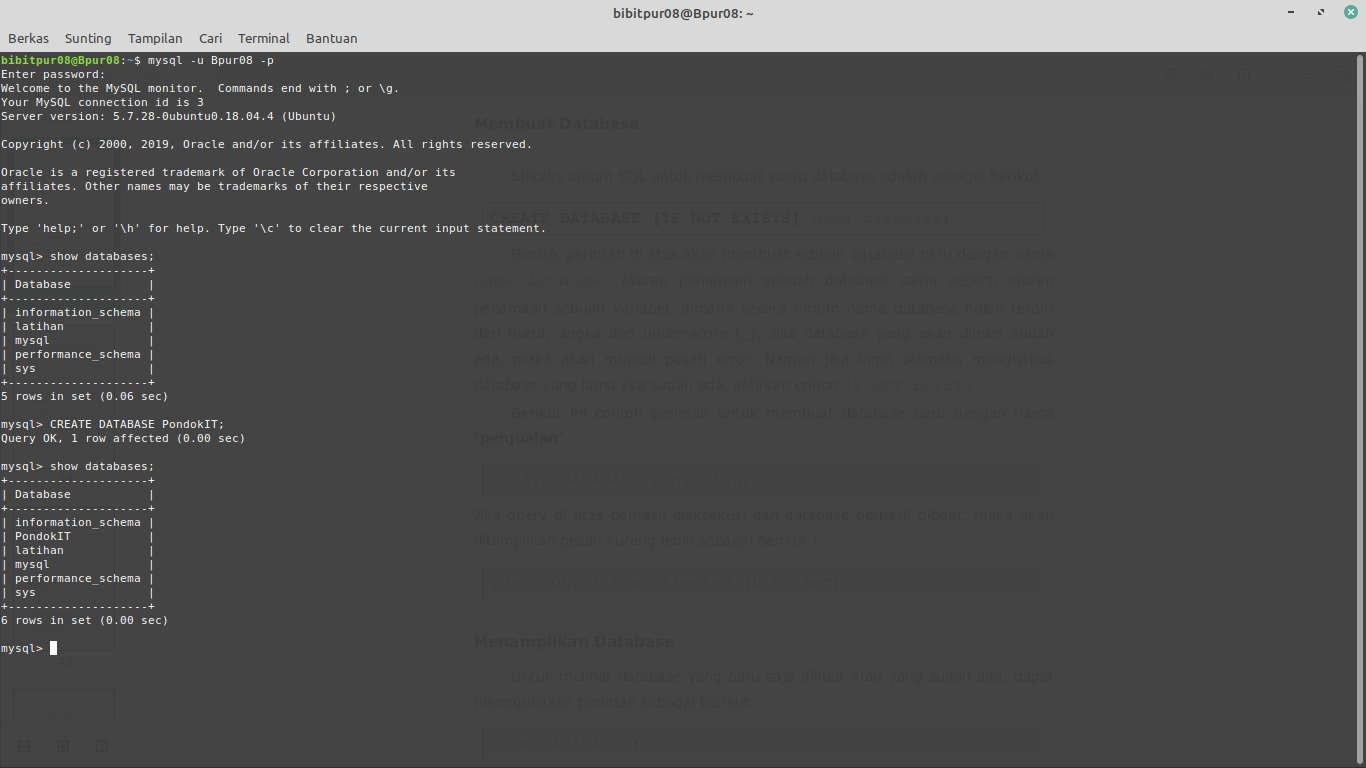 bibitpur08@Bpur08: ~
Berkas Sunting Tampilan Cari Terminal Bantuan
bibitpur08@Bpur08:~$ mysql -u Bpur08 -p
Enter password:
Welcome to the MySQL monitor.  Commands end with ; or \g.
Your MySQL connection id is 3
Server version: 5.7.28-0ubuntu0.18.04.4 (Ubuntu)
Copyright (c) 2000, 2019, Oracle and/or its affiliates. All rights reserved.
Oracle is a registered trademark of Oracle Corporation and/or its
affiliates. Other names may be trademarks of their respective
owners.
Type 'help;' or '\h' for help. Type '\c' to clear the current input statement.
mysql> show databases;
+--------------------+
| Database           |
+--------------------+
| information_schema |
| latihan            |
| mysql              |
| performance_schema |
| sys                |
+--------------------+
5 rows in set (0.06 sec)
mysql> CREATE DATABASE PondokIT;
Query OK, 1 row affected (0.00 sec)
mysql> show databases;
+--------------------+
| Database           |
+--------------------+
| information_schema |
| PondokIT           |
| latihan            |
| mysql              |
| performance_schema |
| sys                |
+--------------------+
6 rows in set (0.00 sec)
mysql>
Membuat Database
Sintaks umum SQL untuk membuat suatu database adalah sebagai berikut :
CREATE DATABASE [IF NOT EXISTS] nama_database;
Bentuk perintah di atas akan membuat sebuah database baru dengan nama
nama_database. Aturan penamaan sebuah database sama seperti aturan
penamaan sebuah variabel, dimana secara umum nama database boleh terdiri
dari huruf, angka dan under-score (_). Jika database yang akan dibuat sudah
ada, maka akan muncul pesan error. Namun jika ingin otomatis menghapus
database yang lama jika sudah ada, aktifkan option IF NOT EXISTS .
Berikut ini contoh perintah untuk membuat database baru dengan nama
"penjualan" :
CREATE DATABASE penjualan;
Jika query di atas berhasil dieksekusi dan database berhasil dibuat, maka akan
ditampilkan pesan kurang lebih sebagai berikut :
Query OK, 1 row affected (0.02 sec)
Menampilkan Database
Untuk melihat database yang baru saja dibuat atau yang sudah ada, dapat
menggunakan perintah sebagai berikut
SHOW DATABASES;